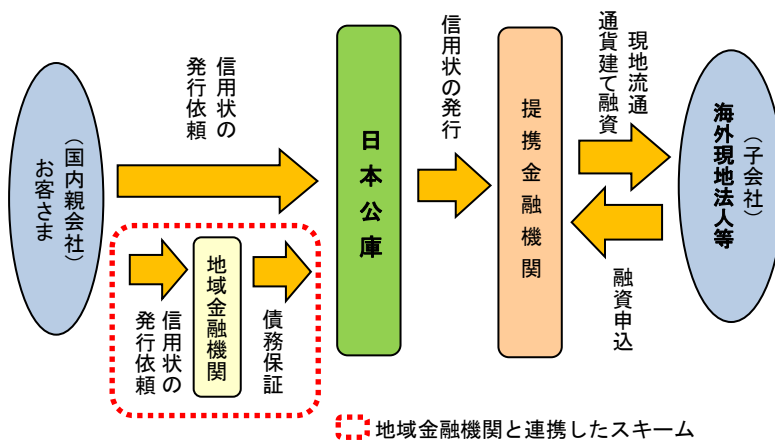 お客さま
（国内親会社）
信用状の
発行依頼
日本公庫
信用状の発行
提携金融機関
現地流通
通貨建て融資
融資申込
海外現地法人等
（子会社）
信用状の
発行依頼
地域金融機関
債務保証
地域金融機関と連携したスキーム